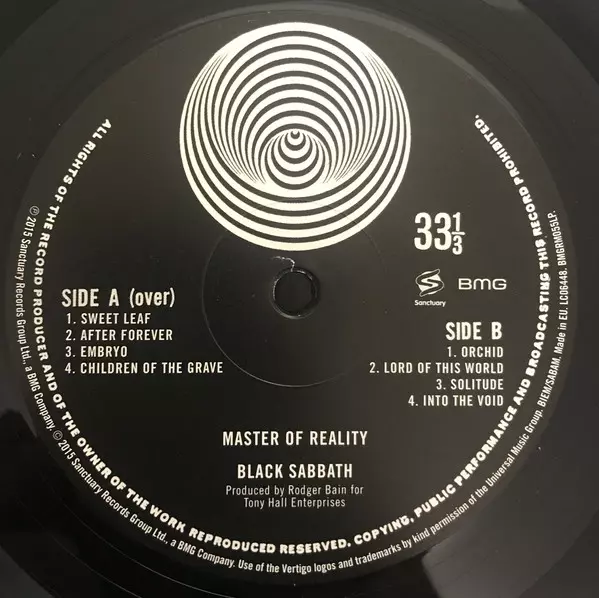 33 1/3
Sanctuary
BMG
SIDE A (over)
1. SWEET LEAF
2. AFTER FOREVER
3. EMBRYO
4. CHILDREN OF THE GRAVE
SIDE B
1. ORCHID
2. LORD OF THIS WORLD
3. SOLITUDE
4. INTO THE VOID
MASTER OF REALITY
BLACK SABBATH
Produced by Rodger Bain for
Tony Hall Enterprises
ALL RIGHTS OF THE RECORD PRODUCER AND OF THE OWNER OF THE WORK REPRODUCED RESERVED. COPYING, PUBLIC PERFORMANCE AND BROADCASTING THIS RECORD PROHIBITED.
℗ 2015 Sanctuary Records Group Ltd., a BMG Company. © 2015 Sanctuary Records Group Ltd., a BMG Company. Use of the Vertigo logos and trademarks by kind permission of the Universal Music Group. BIEM/SABAM. Made in EU. LC06448. BMGRM055LP.